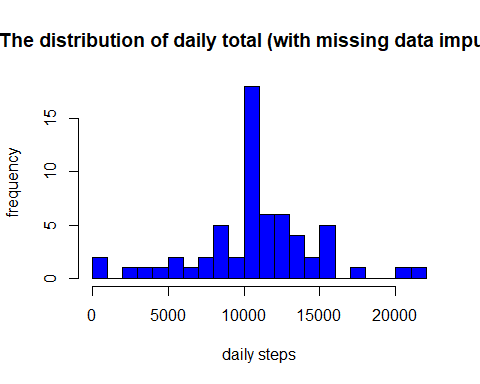 The distribution of daily total (with missing data impu
frequency
15
10
5
0
0 5000 10000 15000 20000
daily steps